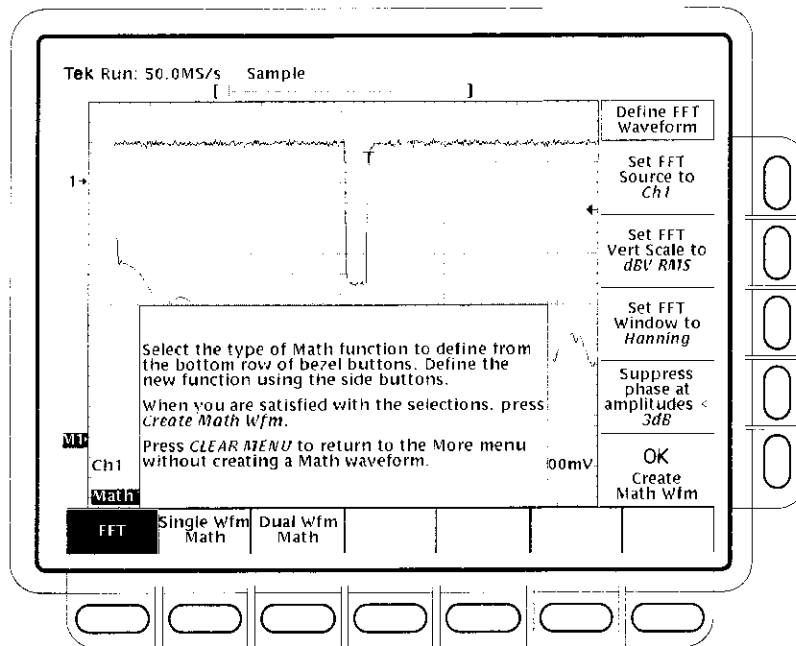 Tek Run: 50.0MS/s Sample
[ ]
T
1→
Define FFT
Waveform
Set FFT
Source to
Ch1
Set FFT
Vert Scale to
dBV RMS
Set FFT
Window to
Hanning
Suppress
phase at
amplitudes <
3dB
OK
Create
Math Wfm
Select the type of Math function to define from
the bottom row of bezel buttons. Define the
new function using the side buttons.
When you are satisfied with the selections, press
Create Math Wfm.
Press CLEAR MENU to return to the More menu
without creating a Math waveform.
M1
Ch1
00mV
Math
FFT
Single Wfm
Math
Dual Wfm
Math